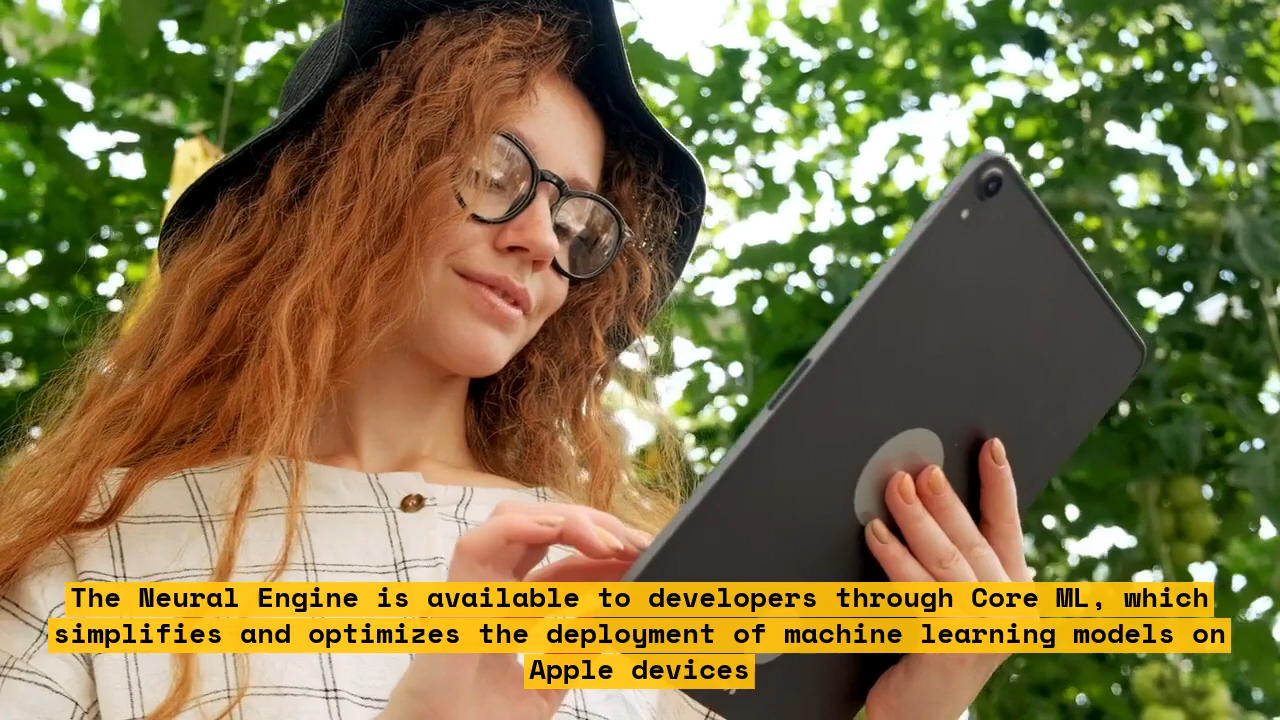 The Neural Engine is available to developers through Core ML, which
simplifies and optimizes the deployment of machine learning models on
Apple devices